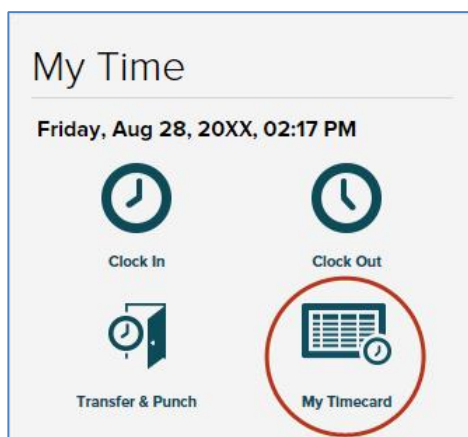 My Time
Friday, Aug 28, 20XX, 02:17 PM
Clock In
Clock Out
Transfer & Punch
My Timecard